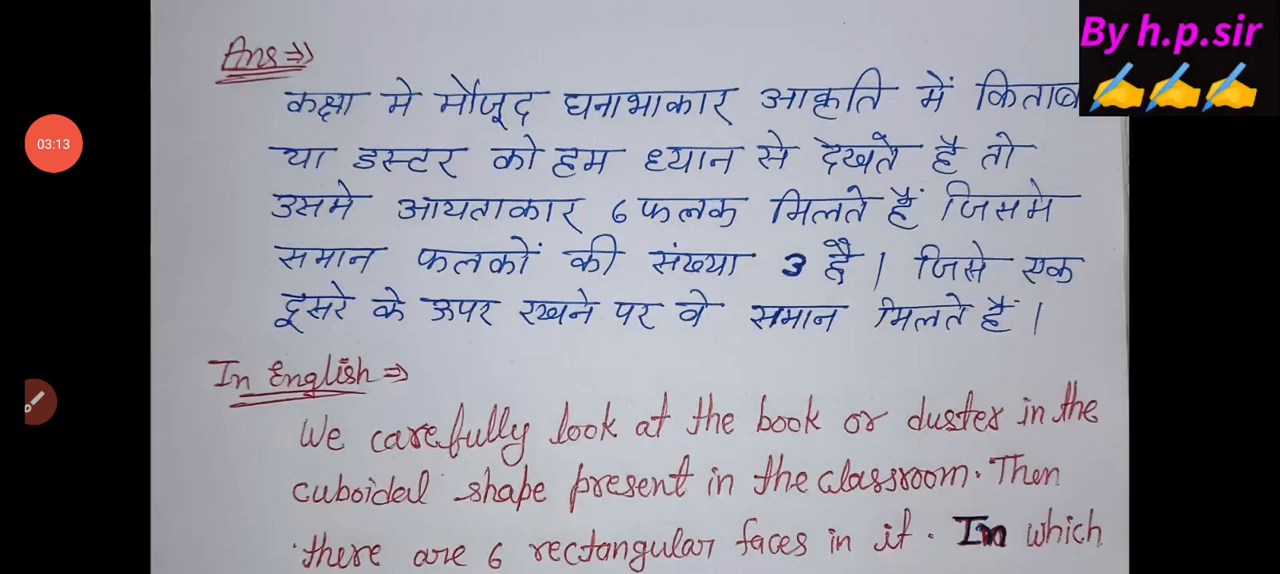 By h.p.sir
03:13
Ans ⇒
कक्षा मे मौजूद घनाभाकार आकृति में किताब
या डस्टर को हम ध्यान से देखते है तो
उसमे आयताकार 6 फलक मिलते हैं जिसमे
समान फलकों की संख्या 3 है। जिसे एक
दूसरे के ऊपर रखने पर वे समान मिलते हैं।
In English ⇒
We carefully look at the book or duster in the
cuboidal shape present in the classroom. Then
there are 6 rectangular faces in it. In which